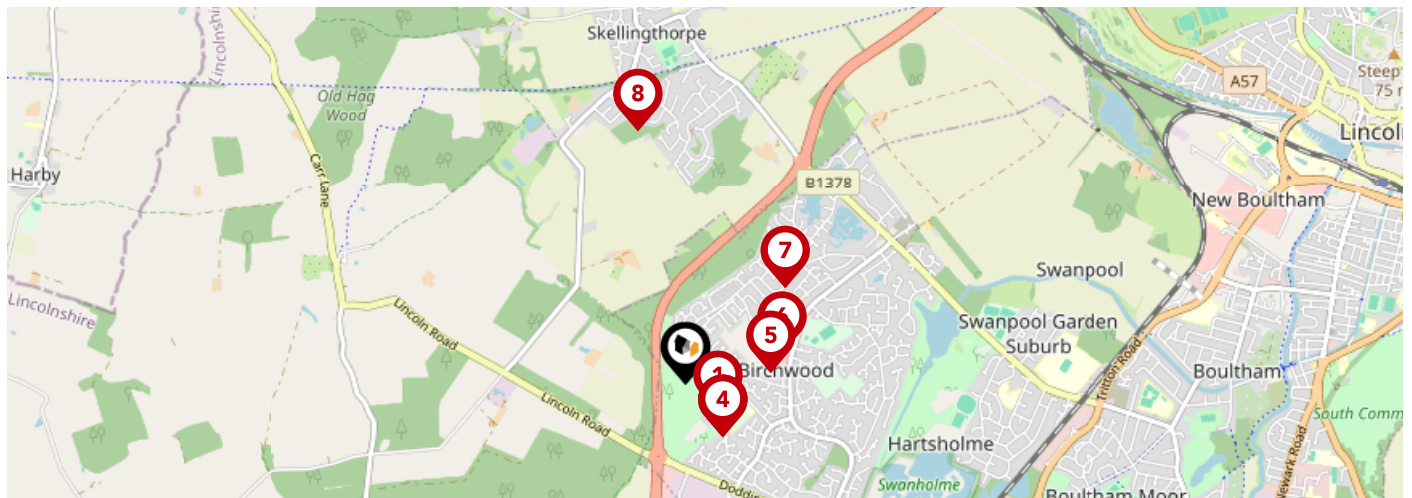 Skellingthorpe
Lincolnshire
A57
Steep
75
8
Old Hag
Wood
Lincoln
Harby
Carr Lane
B1378
New Boultham
7
Swanpool
Lincolnshire
Lincoln Road
6
5
Swanpool Garden
Suburb
Tritton Road
1
Birchwood
Boultham
4
Lincoln Road
South Comm
Hartsholme
Newark Road
Swanholme
Dodding
Boultham Moor